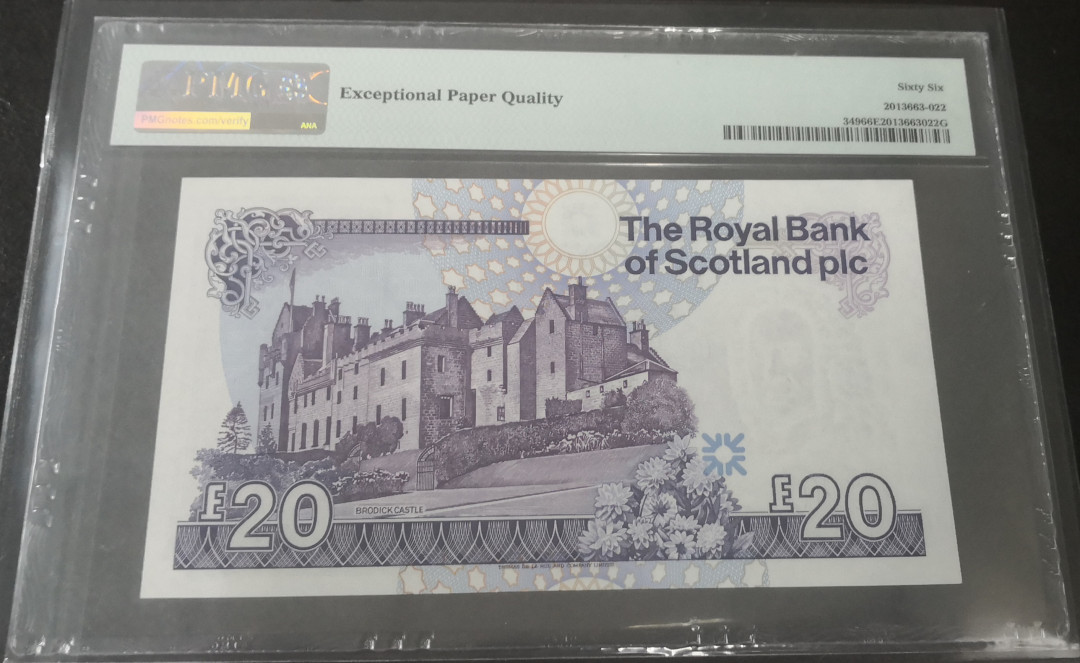 PMG
PMGnotes.com/verify
ANA
Exceptional Paper Quality
Sixty Six
2013663-022
34966E2013663022G
The Royal Bank
of Scotland plc
£20
BRODICK CASTLE
£20